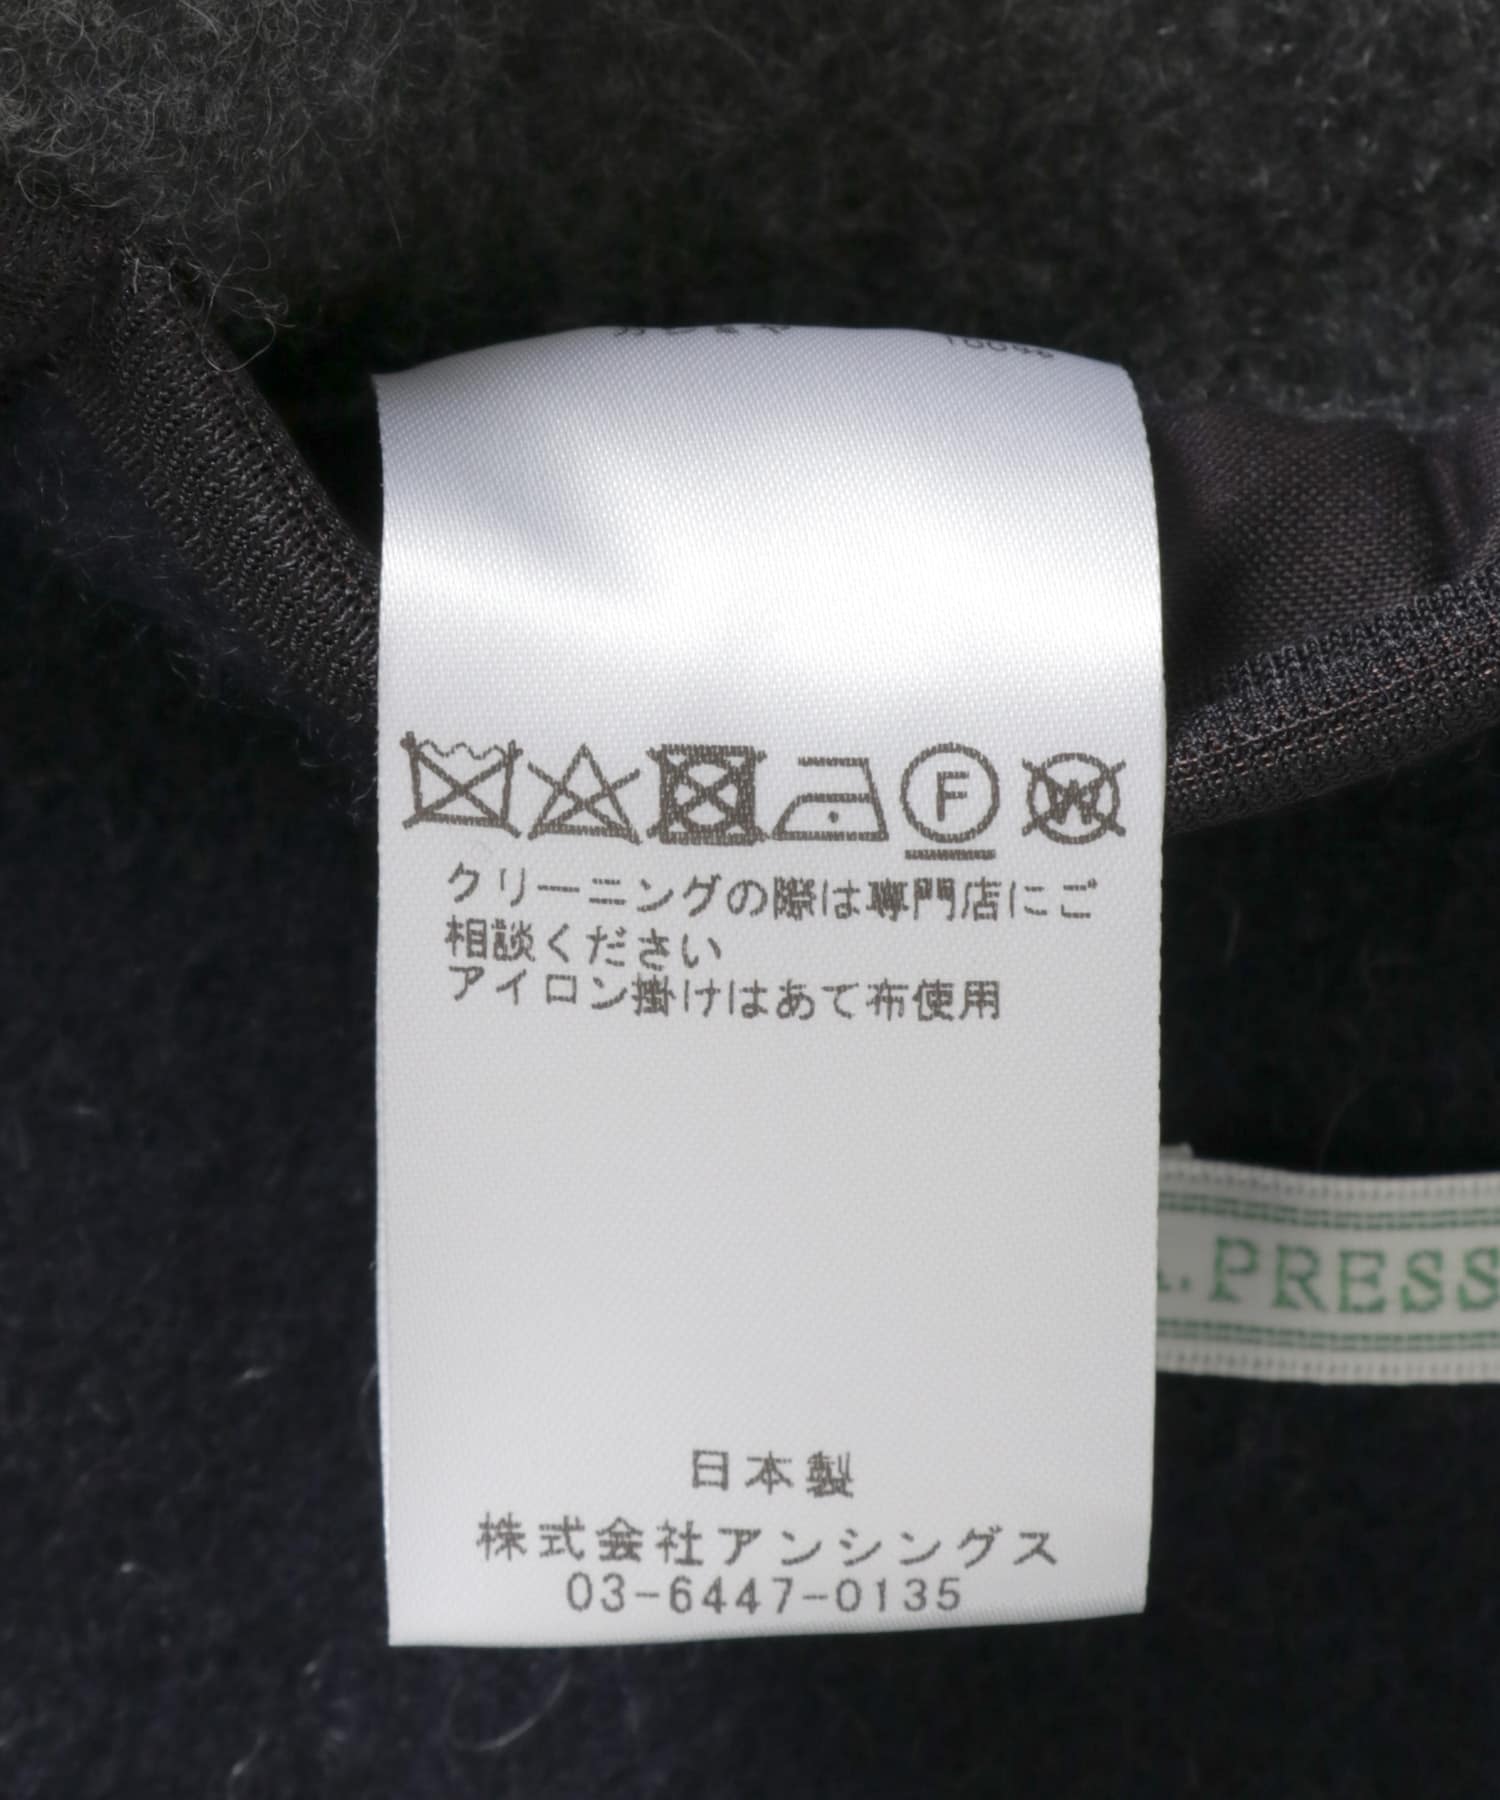 F W
クリーニングの際は専門店にご
相談ください
アイロン掛けはあて布使用
.PRESS
日本製
株式会社アンシングス
03-6447-0135